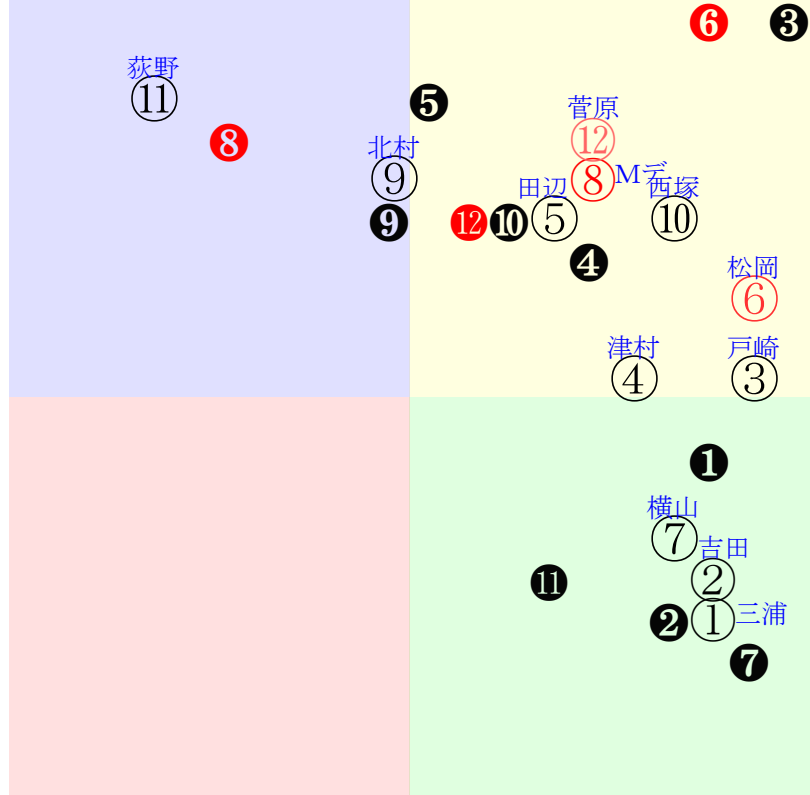 ❻ ❸
荻野
⑪
❺
菅原
⑫
❽
北村
⑨
⑧ Mデ
田辺
⑤
西塚
⑩
❾ ⓬ ❿
❹
松岡
⑥
津村
④
戸崎
③
❶
横山
⑦
吉田
②
⓫
❷ ① 三浦
❼